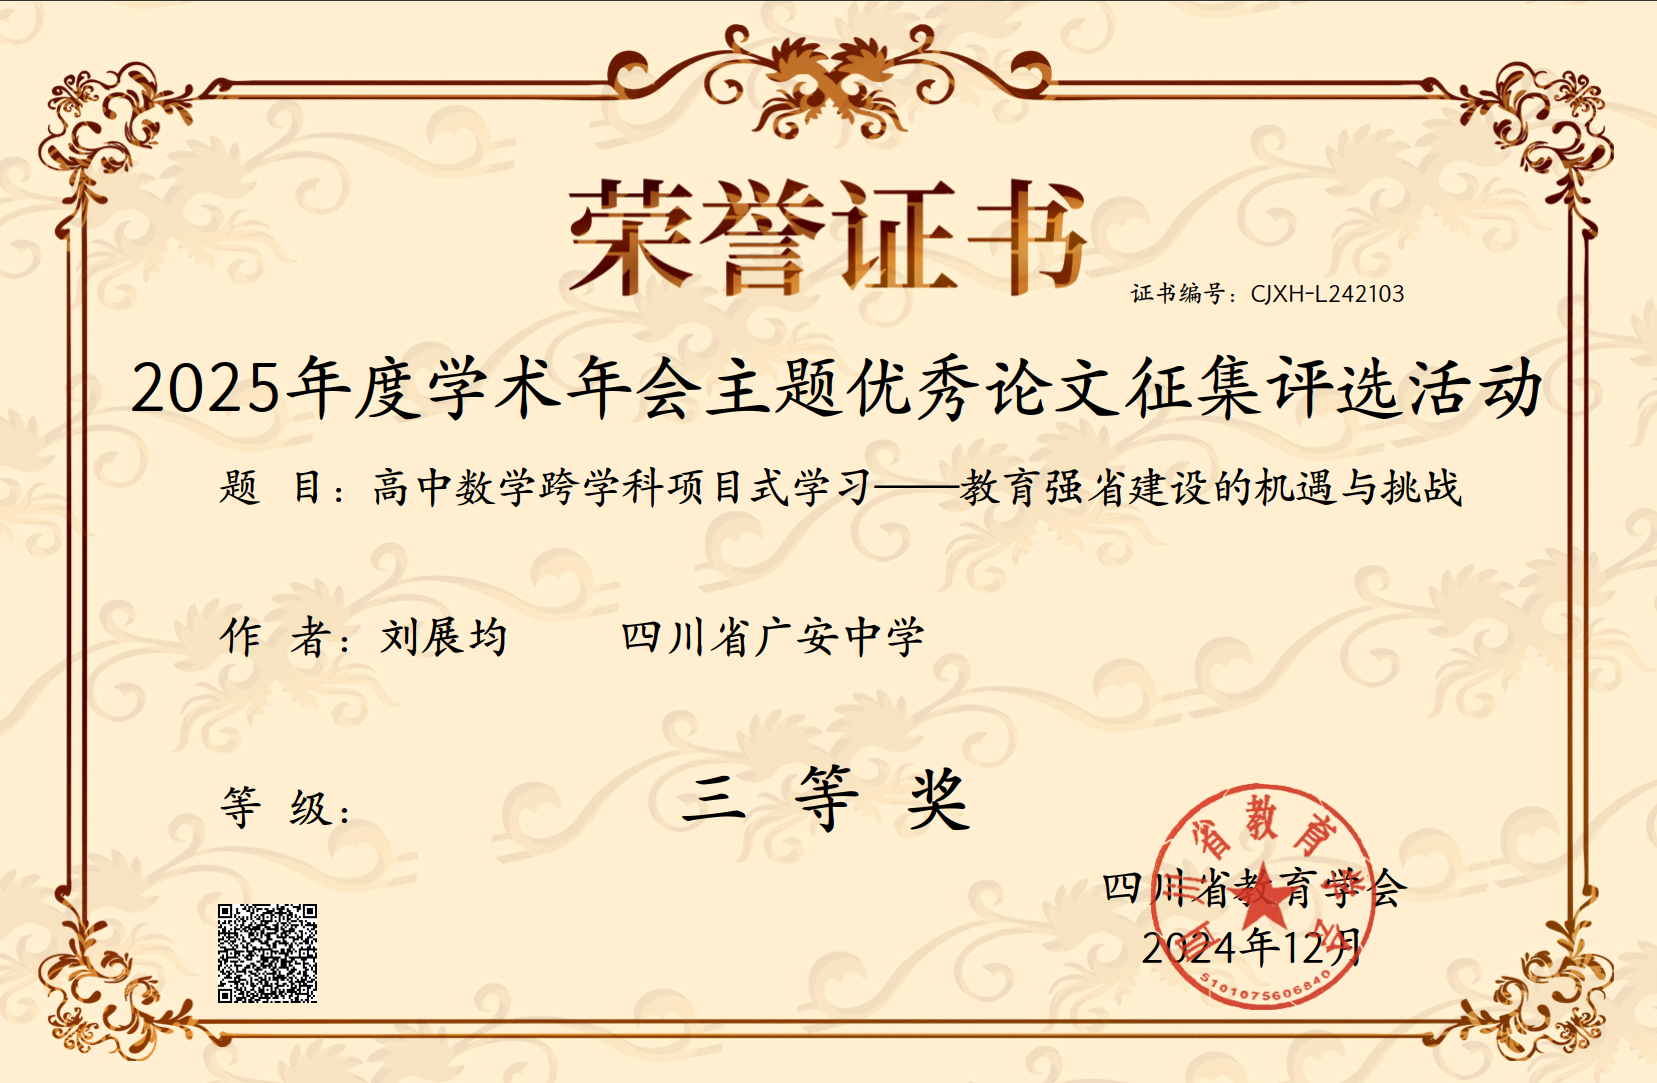 荣誉证书
证书编号：CJXH-L242103
2025年度学术年会主题优秀论文征集评选活动
题 目：高中数学跨学科项目式学习——教育强省建设的机遇与挑战
作 者：刘展均 四川省广安中学
等 级：三 等 奖
四川省教育学会
2024年12月
四川省教育学会
5101075606840